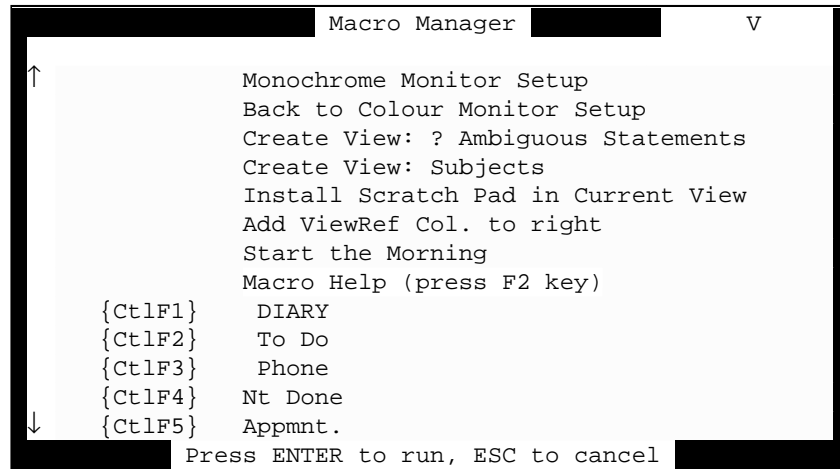 Macro Manager V
↑ Monochrome Monitor Setup
Back to Colour Monitor Setup
Create View: ? Ambiguous Statements
Create View: Subjects
Install Scratch Pad in Current View
Add ViewRef Col. to right
Start the Morning
Macro Help (press F2 key)
{CtlF1} DIARY
{CtlF2} To Do
{CtlF3} Phone
{CtlF4} Nt Done
↓ {CtlF5} Appmnt.
Press ENTER to run, ESC to cancel